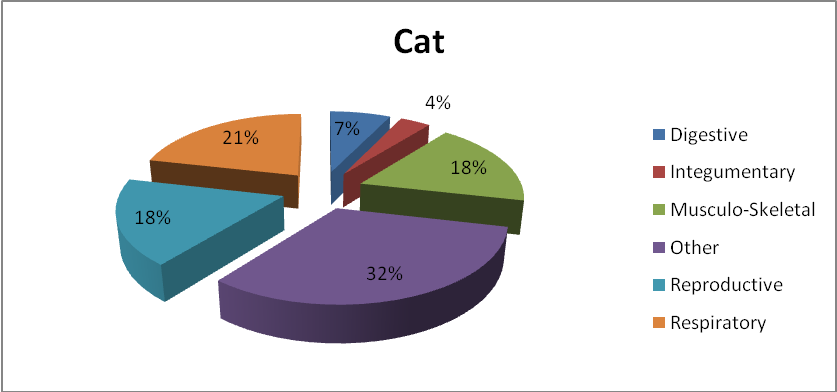 Cat
7%
4%
18%
32%
18%
21%
Digestive
Integumentary
Musculo-Skeletal
Other
Reproductive
Respiratory